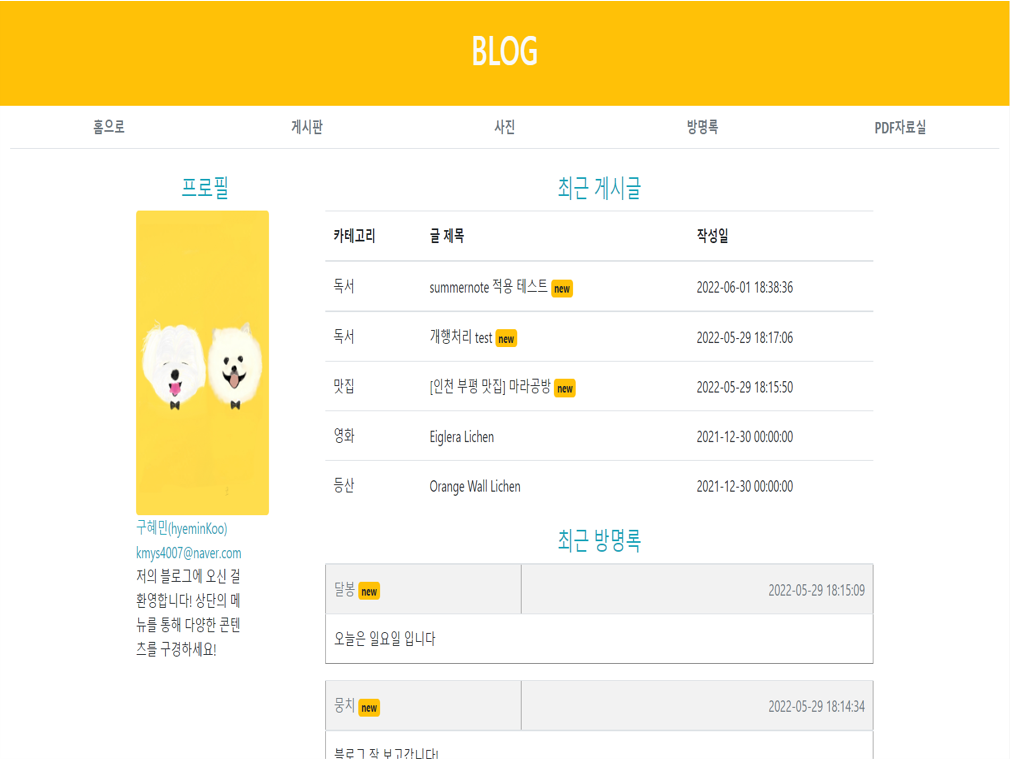 BLOG
홈으로 게시판 사진 방명록 PDF자료실
프로필
구혜민(hyeminKoo)
kmys4007@naver.com
저의 블로그에 오신 걸
환영합니다! 상단의 메
뉴를 통해 다양한 콘텐
츠를 구경하세요!
최근 게시글
카테고리 글 제목 작성일
독서 summernote 적용 테스트 new 2022-06-01 18:38:36
독서 개행처리 test new 2022-05-29 18:17:06
맛집 [인천 부평 맛집] 마라공방 new 2022-05-29 18:15:50
영화 Eiglera Lichen 2021-12-30 00:00:00
등산 Orange Wall Lichen 2021-12-30 00:00:00
최근 방명록
달봉 new 2022-05-29 18:15:09
오늘은 일요일 입니다
뭉치 new 2022-05-29 18:14:34
블로그 잘 보고갑니다!